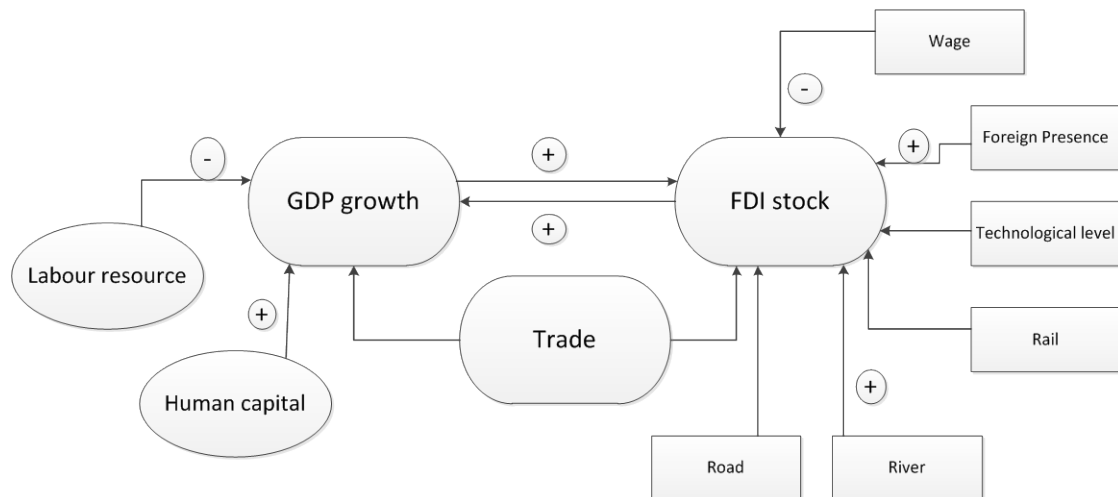 Wage
-
Foreign Presence
+
-
+
GDP growth
FDI stock
+
Technological level
Labour resource
+
Trade
Rail
+
Human capital
Road
River